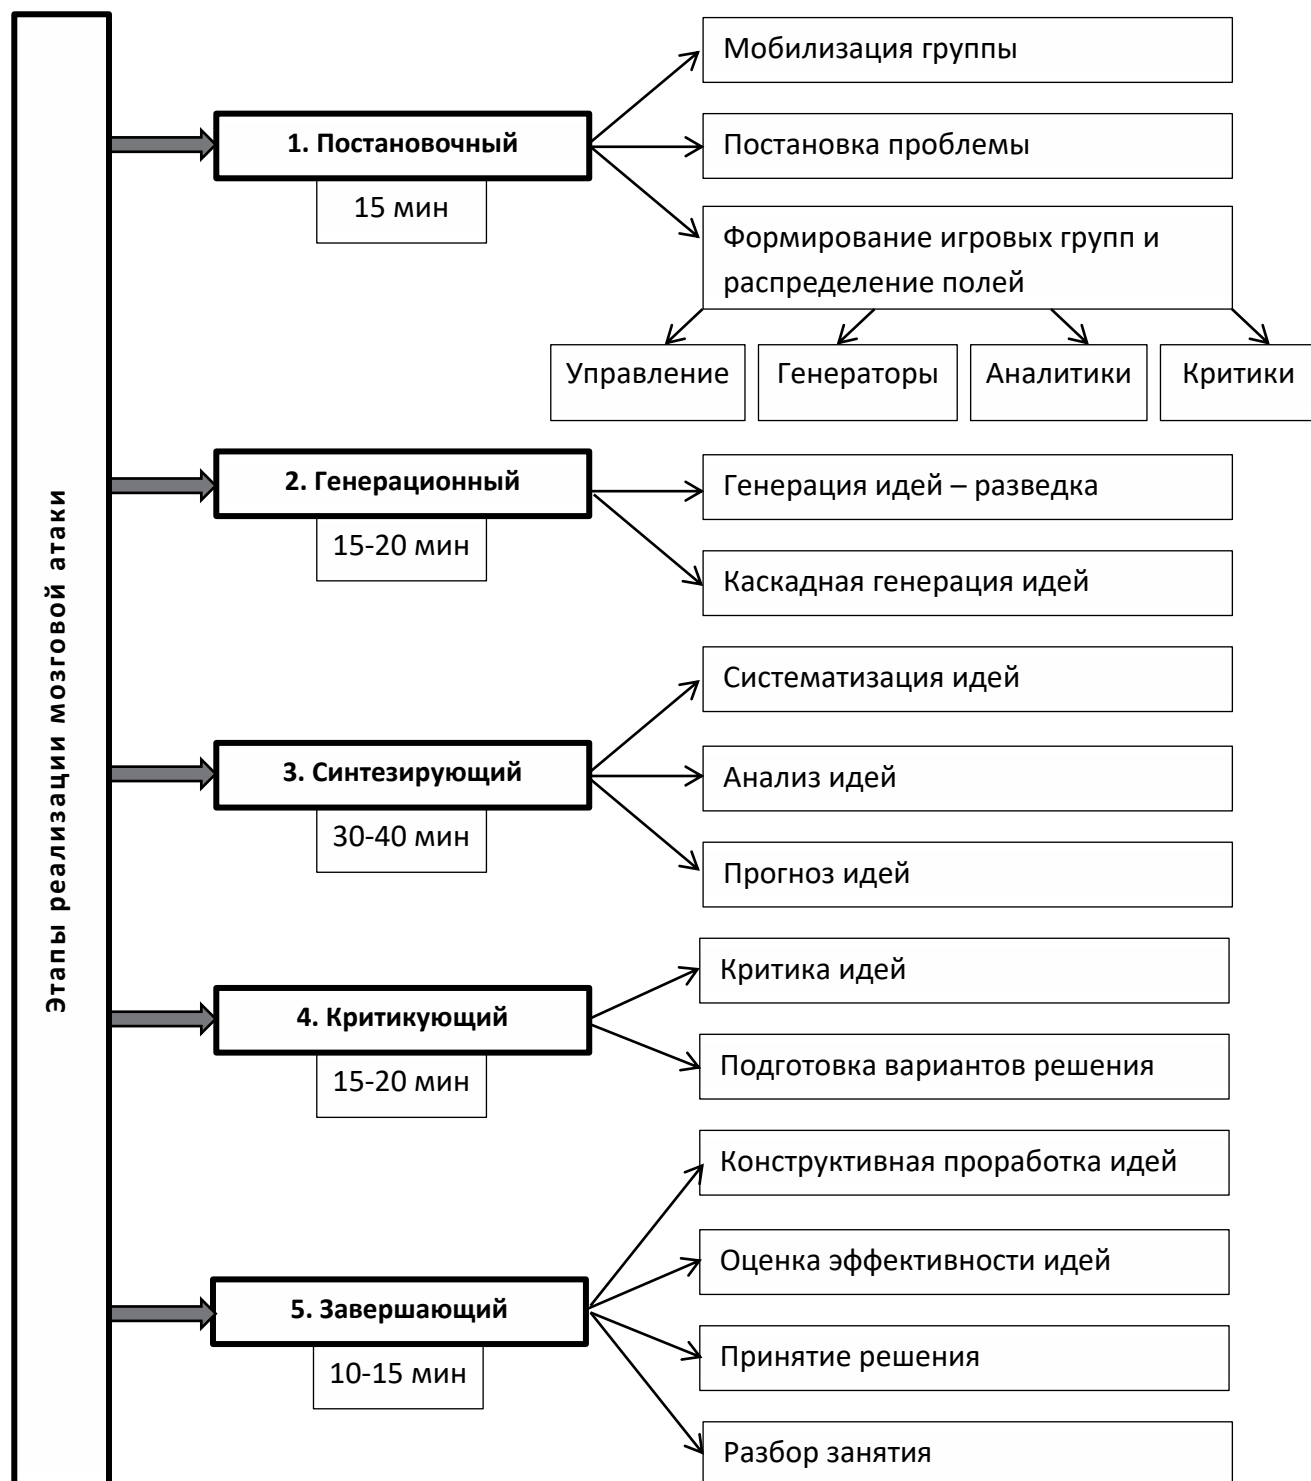 Этапы реализации мозговой атаки
1. Постановочный
15 мин
Мобилизация группы
Постановка проблемы
Формирование игровых групп и
распределение полей
Управление
Генераторы
Аналитики
Критики
2. Генерационный
15-20 мин
Генерация идей – разведка
Каскадная генерация идей
3. Синтезирующий
30-40 мин
Систематизация идей
Анализ идей
Прогноз идей
4. Критикующий
15-20 мин
Критика идей
Подготовка вариантов решения
5. Завершающий
10-15 мин
Конструктивная проработка идей
Оценка эффективности идей
Принятие решения
Разбор занятия